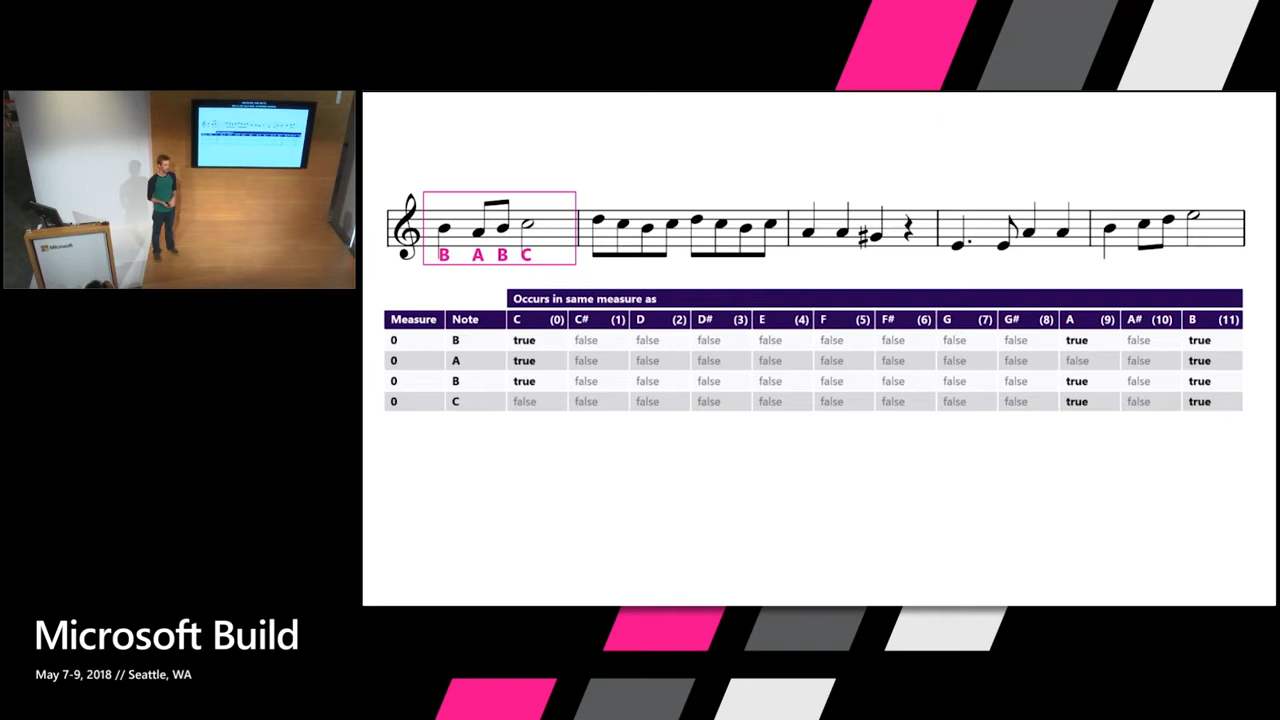 Microsoft
B A B C
Occurs in same measure as
Measure Note C (0) C# (1) D (2) D# (3) E (4) F (5) F# (6) G (7) G# (8) A (9) A# (10) B (11)
0 B true false false false false false false false false true false true
0 A true false false false false false false false false false false true
0 B true false false false false false false false false true false true
0 C false false false false false false false false false true false true
Microsoft Build
May 7-9, 2018 // Seattle, WA